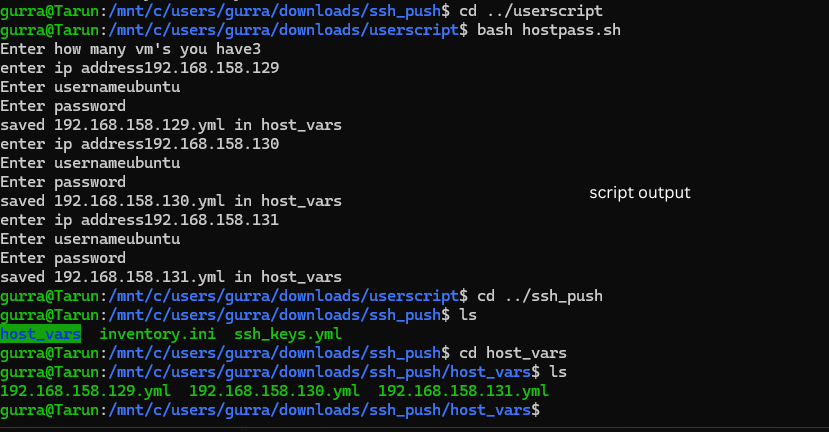 gurra@Tarun:/mnt/c/users/gurra/downloads/ssh_push$ cd ../userscript
gurra@Tarun:/mnt/c/users/gurra/downloads/userscript$ bash hostpass.sh
Enter how many vm's you have3
enter ip address192.168.158.129
Enter usernameubuntu
Enter password
saved 192.168.158.129.yml in host_vars
enter ip address192.168.158.130
Enter usernameubuntu
Enter password
saved 192.168.158.130.yml in host_vars
script output
enter ip address192.168.158.131
Enter usernameubuntu
Enter password
saved 192.168.158.131.yml in host_vars
gurra@Tarun:/mnt/c/users/gurra/downloads/userscript$ cd ../ssh_push
gurra@Tarun:/mnt/c/users/gurra/downloads/ssh_push$ ls
host_vars  inventory.ini  ssh_keys.yml
gurra@Tarun:/mnt/c/users/gurra/downloads/ssh_push$ cd host_vars
gurra@Tarun:/mnt/c/users/gurra/downloads/ssh_push/host_vars$ ls
192.168.158.129.yml  192.168.158.130.yml  192.168.158.131.yml
gurra@Tarun:/mnt/c/users/gurra/downloads/ssh_push/host_vars$